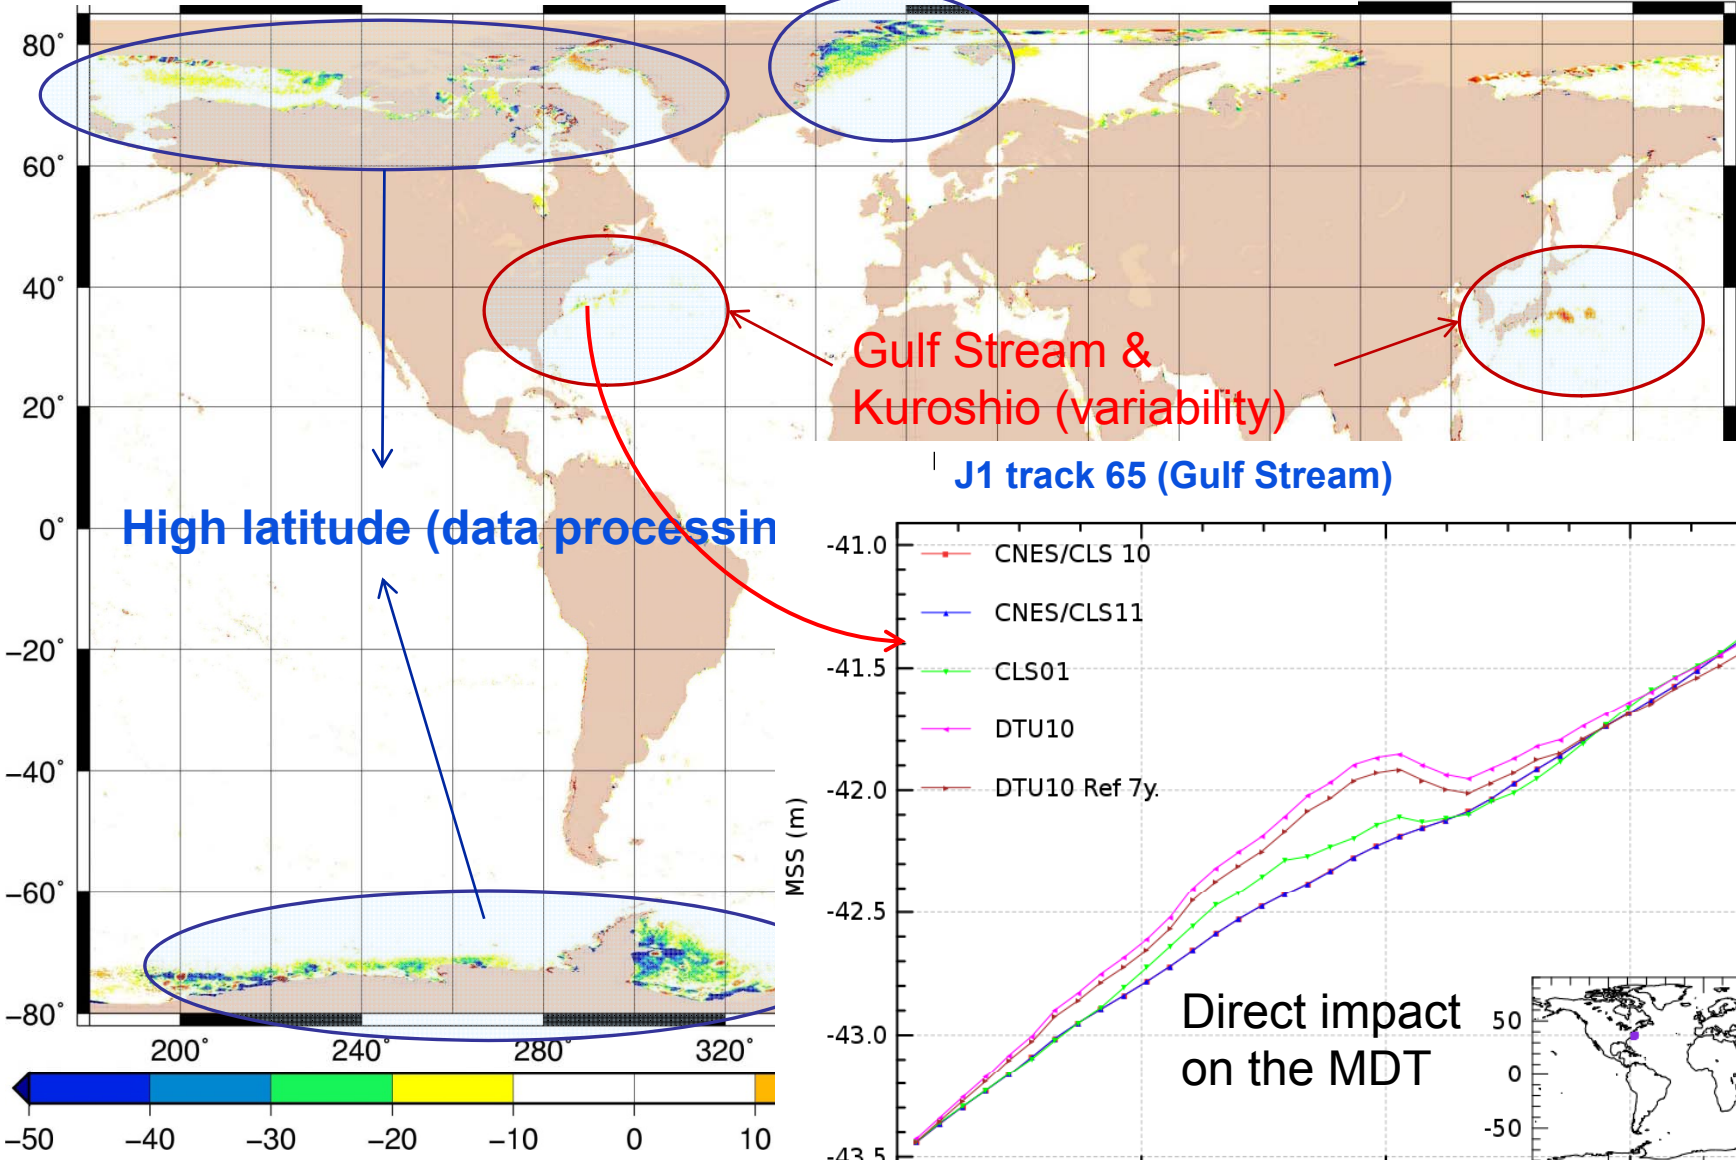 80°
60°
40°
20°
0°
−20°
−40°
−60°
−80°
200°
240°
280°
320°
−50
−40
−30
−20
−10
0
10
Gulf Stream &
Kuroshio (variability)
High latitude (data processin
J1 track 65 (Gulf Stream)
-41.0
-41.5
-42.0
-42.5
-43.0
-43.5
MSS (m)
CNES/CLS 10
CNES/CLS11
CLS01
DTU10
DTU10 Ref 7y.
Direct impact
on the MDT
50
0
-50